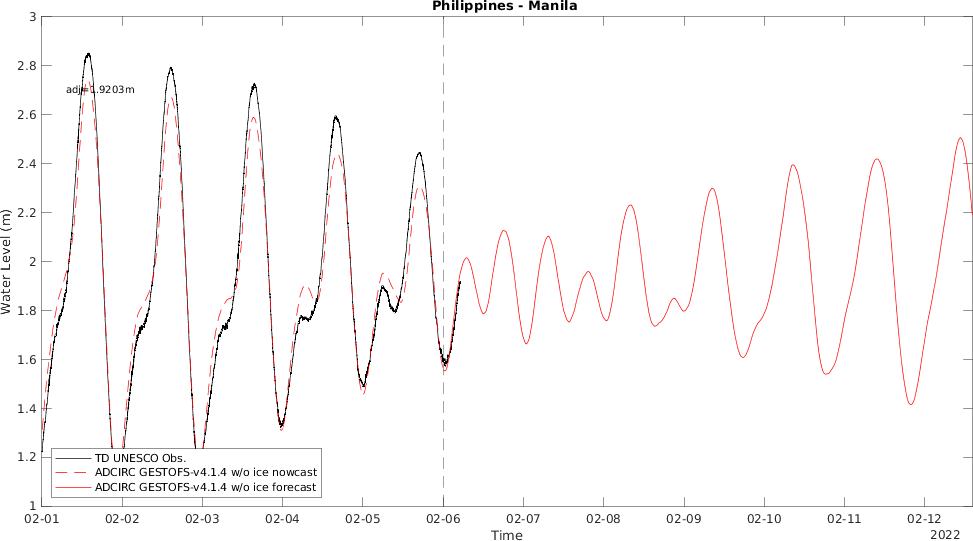 Philippines - Manila
3
2.8
2.6
2.4
2.2
2
1.8
1.6
1.4
1.2
1
Water Level (m)
adj=1.9203m
TD UNESCO Obs.
ADCIRC GESTOFS-v4.1.4 w/o ice nowcast
ADCIRC GESTOFS-v4.1.4 w/o ice forecast
02-01 02-02 02-03 02-04 02-05 02-06 02-07 02-08 02-09 02-10 02-11 02-12
Time
2022